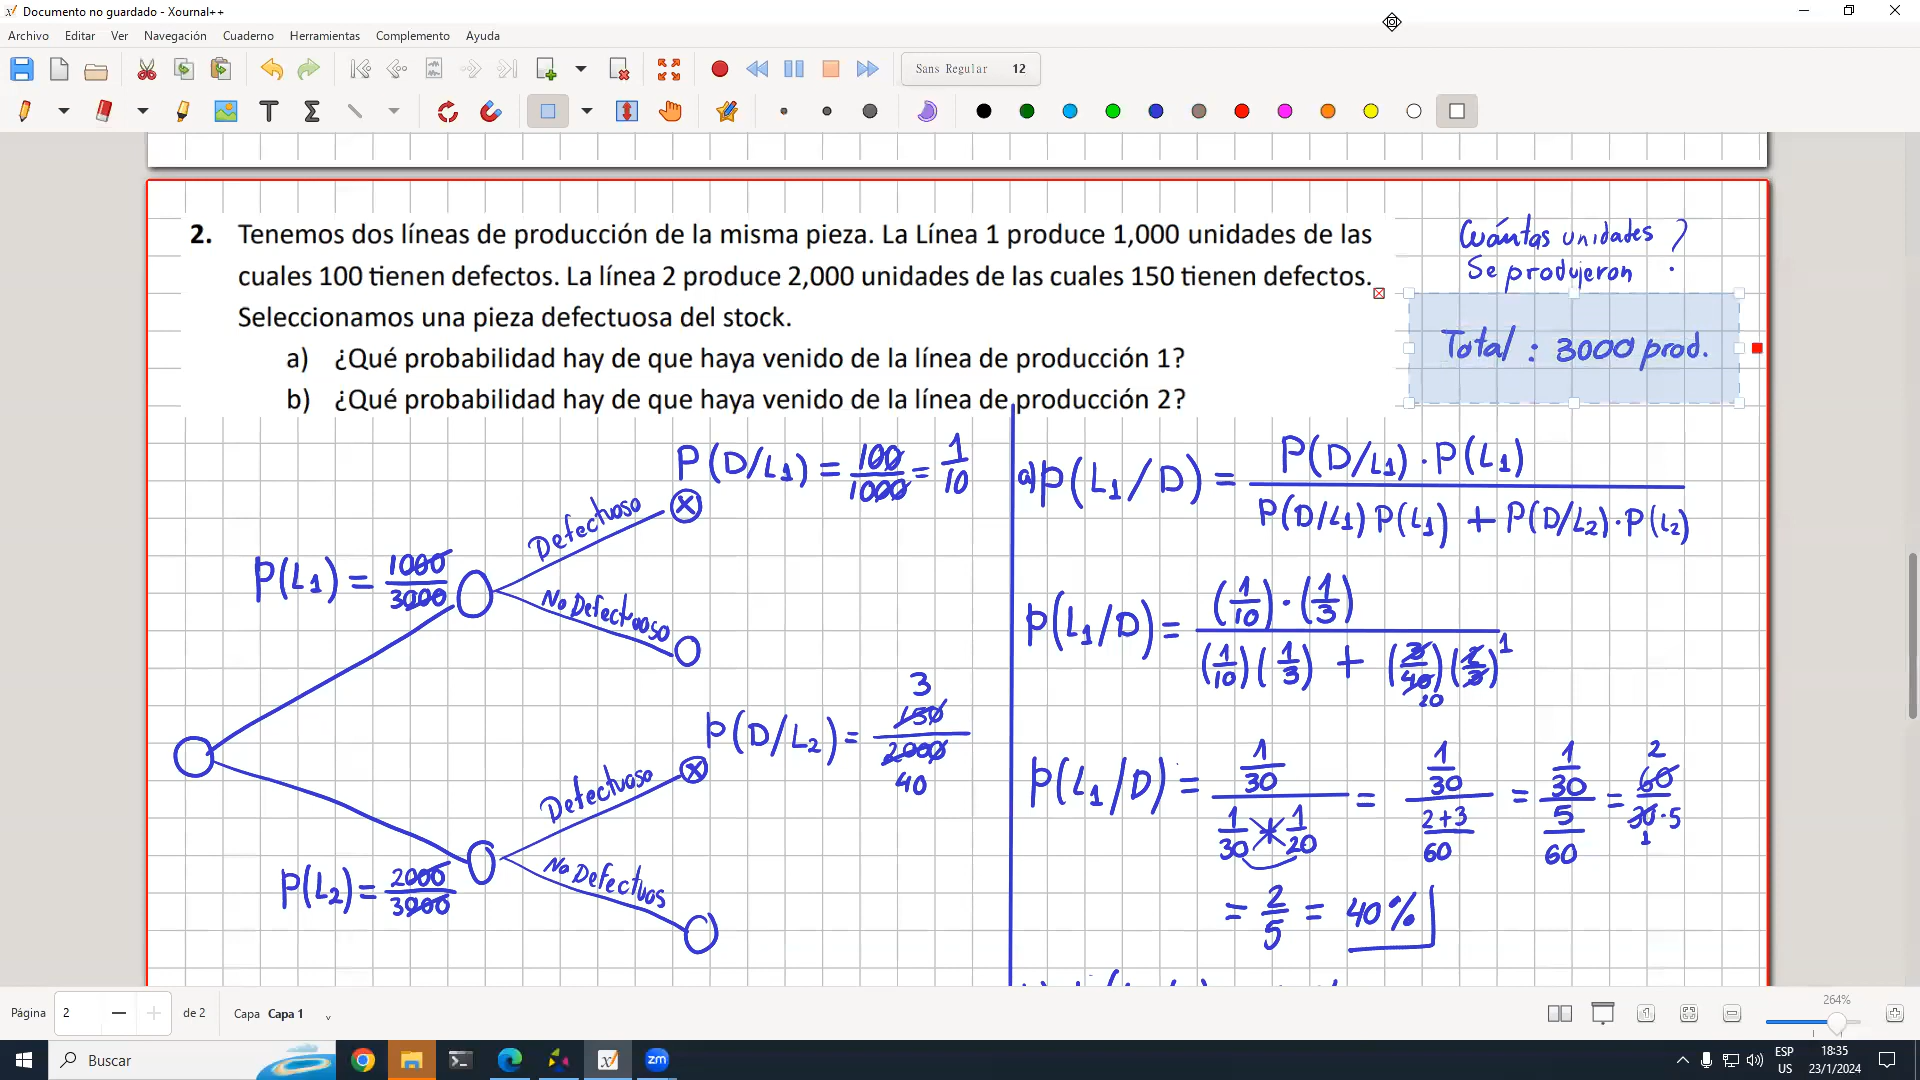 Documento no guardado - Xournal++
Archivo Editar Ver Navegación Cuaderno Herramientas Complemento Ayuda
Sans Regular 12
2. Tenemos dos líneas de producción de la misma pieza. La Línea 1 produce 1,000 unidades de las
cuales 100 tienen defectos. La línea 2 produce 2,000 unidades de las cuales 150 tienen defectos.
Seleccionamos una pieza defectuosa del stock.
a) ¿Qué probabilidad hay de que haya venido de la línea de producción 1?
b) ¿Qué probabilidad hay de que haya venido de la línea de producción 2?
Cuántas unidades
Se produjeron ?
Total : 3000 prod.
P(D/L1) = 100/1000 = 1/10
Defectuoso
P(L1) = 1000/3000
No Defectuoso
P(D/L2) = 150/2000
3
40
Defectuoso
No Defectuos
P(L2) = 2000/3000
a) P(L1/D) = P(D/L1) · P(L1) / P(D/L1) P(L1) + P(D/L2) · P(L2)
P(L1/D) = (1/10) · (1/3) / (1/10)(1/3) + (3/40)(2/3)
20 1
P(L1/D) = 1/30 / 1/30 + 1/20 = 1/30 / 2+3/60 = 1/30 / 5/60 = 60/30·5
2
1
= 2/5 = 40%
Página 2 de 2 Capa Capa 1
264%
Buscar
zm
ESP
US
18:35
23/1/2024